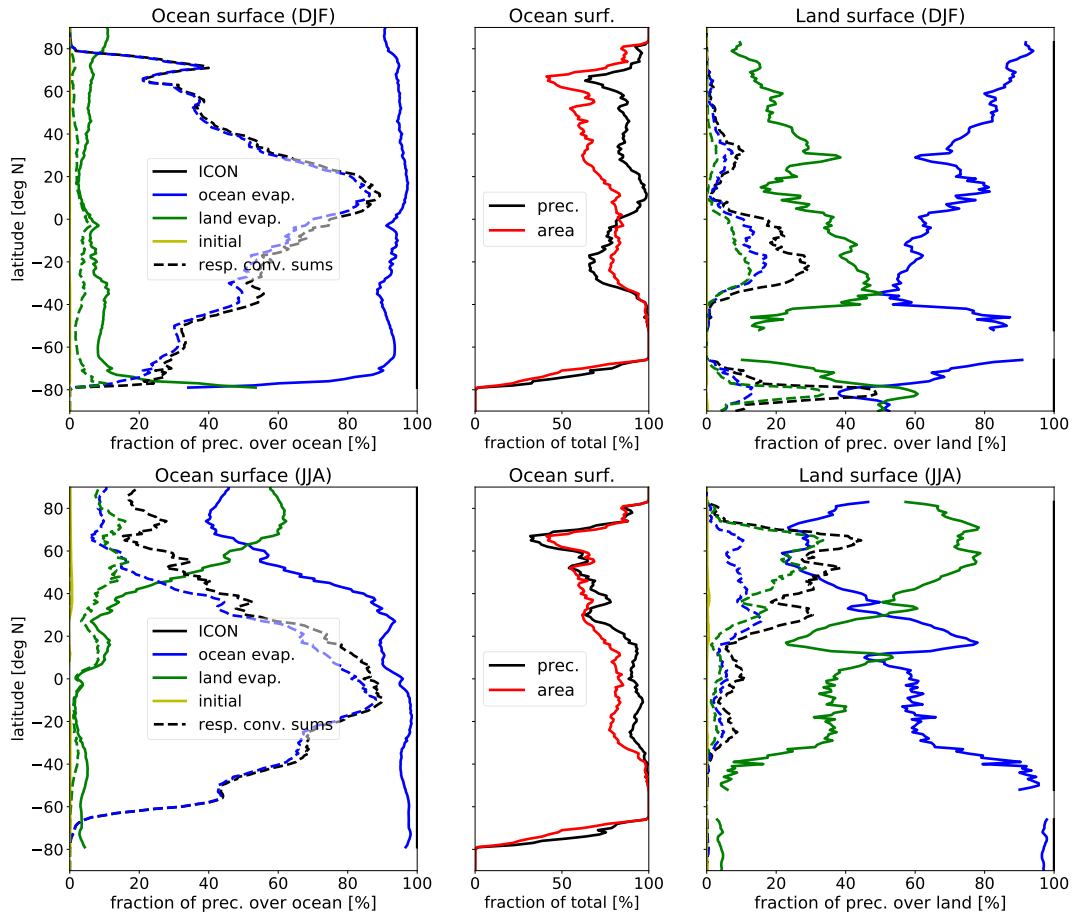 Ocean surface (DJF)
Ocean surf.
Land surface (DJF)
latitude [deg N]
80
60
40
20
0
−20
−40
−60
−80
ICON
ocean evap.
land evap.
initial
resp. conv. sums
prec.
area
0 20 40 60 80 100
0 50 100
0 20 40 60 80 100
fraction of prec. over ocean [%]
fraction of total [%]
fraction of prec. over land [%]
Ocean surface (JJA)
Ocean surf.
Land surface (JJA)
latitude [deg N]
80
60
40
20
0
−20
−40
−60
−80
ICON
ocean evap.
land evap.
initial
resp. conv. sums
prec.
area
0 20 40 60 80 100
0 50 100
0 20 40 60 80 100
fraction of prec. over ocean [%]
fraction of total [%]
fraction of prec. over land [%]